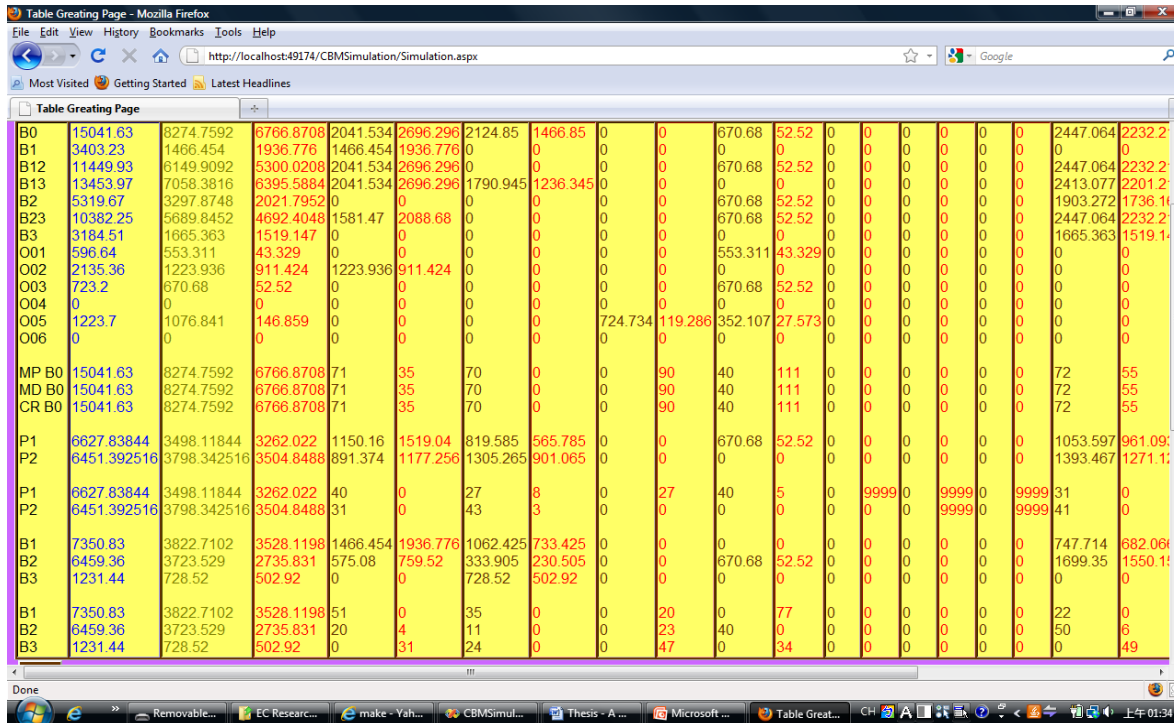 Table Greating Page - Mozilla Firefox
File Edit View History Bookmarks Tools Help
http://localhost:49174/CBMSimulation/Simulation.aspx Google
Most Visited Getting Started Latest Headlines
Table Greating Page
B0 15041.63 8274.7592 6766.8708 2041.534 2696.296 2124.85 1466.85 0 0 670.68 52.52 0 0 0 0 0 0 2447.064 2232.2
B1 3403.23 1466.454 1936.776 1466.454 1936.776 0 0 0 0 0 0 0 0 0 0 0 0 0 0
B12 11449.93 6149.9092 5300.0208 2041.534 2696.296 0 0 0 0 670.68 52.52 0 0 0 0 0 0 2447.064 2232.2
B13 13453.97 7058.3816 6395.5884 2041.534 2696.296 1790.945 1236.345 0 0 0 0 0 0 0 0 0 0 2413.077 2201.2
B2 5319.67 3297.8748 2021.7952 0 0 0 0 0 0 670.68 52.52 0 0 0 0 0 0 1903.272 1736.1
B23 10382.25 5689.8452 4692.4048 1581.47 2088.68 0 0 0 0 670.68 52.52 0 0 0 0 0 0 2447.064 2232.2
B3 3184.51 1665.363 1519.147 0 0 0 0 0 0 0 0 0 0 0 0 0 0 1665.363 1519.1
O01 596.64 553.311 43.329 0 0 0 0 0 0 553.311 43.329 0 0 0 0 0 0 0 0
O02 2135.36 1223.936 911.424 1223.936 911.424 0 0 0 0 0 0 0 0 0 0 0 0 0 0
O03 723.2 670.68 52.52 0 0 0 0 0 0 670.68 52.52 0 0 0 0 0 0 0 0
O04 0 0 0 0 0 0 0 0 0 0 0 0 0 0 0 0 0 0 0
O05 1223.7 1076.841 146.859 0 0 0 0 724.734 119.286 352.107 27.573 0 0 0 0 0 0 0 0
O06 0 0 0 0 0 0 0 0 0 0 0 0 0 0 0 0 0 0 0
MP B0 15041.63 8274.7592 6766.8708 71 35 70 0 0 90 40 111 0 0 0 0 0 0 72 55
MD B0 15041.63 8274.7592 6766.8708 71 35 70 0 0 90 40 111 0 0 0 0 0 0 72 55
CR B0 15041.63 8274.7592 6766.8708 71 35 70 0 0 90 40 111 0 0 0 0 0 0 72 55
P1 6627.83844 3498.11844 3262.022 1150.16 1519.04 819.585 565.785 0 0 670.68 52.52 0 0 0 0 0 0 1053.597 961.09
P2 6451.392516 3798.342516 3504.8488 891.374 1177.256 1305.265 901.065 0 0 0 0 0 0 0 0 0 0 1393.467 1271.1
P1 6627.83844 3498.11844 3262.022 40 0 27 8 0 27 40 5 0 9999 0 9999 0 9999 31 0
P2 6451.392516 3798.342516 3504.8488 31 0 43 3 0 0 0 0 0 0 0 9999 0 9999 41 0
B1 7350.83 3822.7102 3528.1198 1466.454 1936.776 1062.425 733.425 0 0 0 0 0 0 0 0 0 0 747.714 682.06
B2 6459.36 3723.529 2735.831 575.08 759.52 333.905 230.505 0 0 670.68 52.52 0 0 0 0 0 0 1699.35 1550.1
B3 1231.44 728.52 502.92 0 0 728.52 502.92 0 0 0 0 0 0 0 0 0 0 0 0
B1 7350.83 3822.7102 3528.1198 51 0 35 0 0 20 0 77 0 0 0 0 0 0 22 0
B2 6459.36 3723.529 2735.831 20 4 11 0 0 23 40 0 0 0 0 0 0 0 50 6
B3 1231.44 728.52 502.92 0 31 24 0 0 47 0 34 0 0 0 0 0 0 0 49
Done
Removable... EC Researc... make - Yah... CBMSimul... Thesis - A ... Microsoft ... Table Great... CH A 上午 01:34